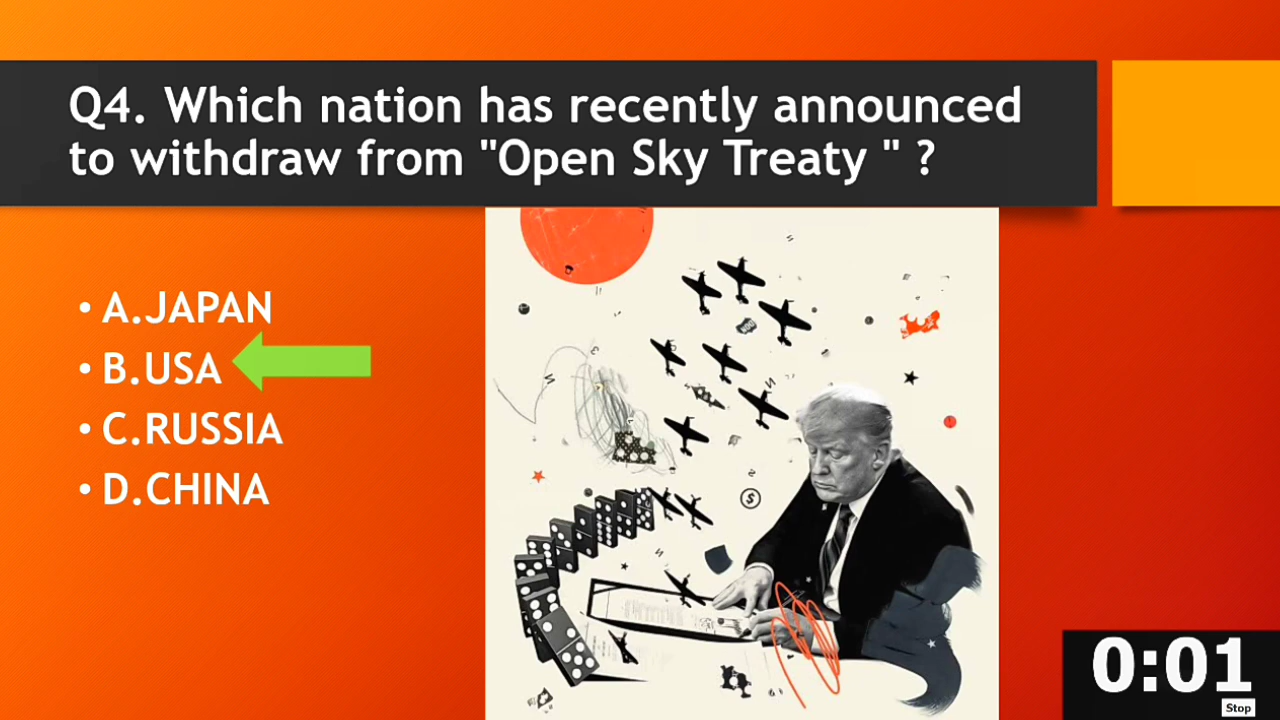 Q4. Which nation has recently announced
to withdraw from "Open Sky Treaty " ?
• A.JAPAN
• B.USA
• C.RUSSIA
• D.CHINA
$
0:01
Stop